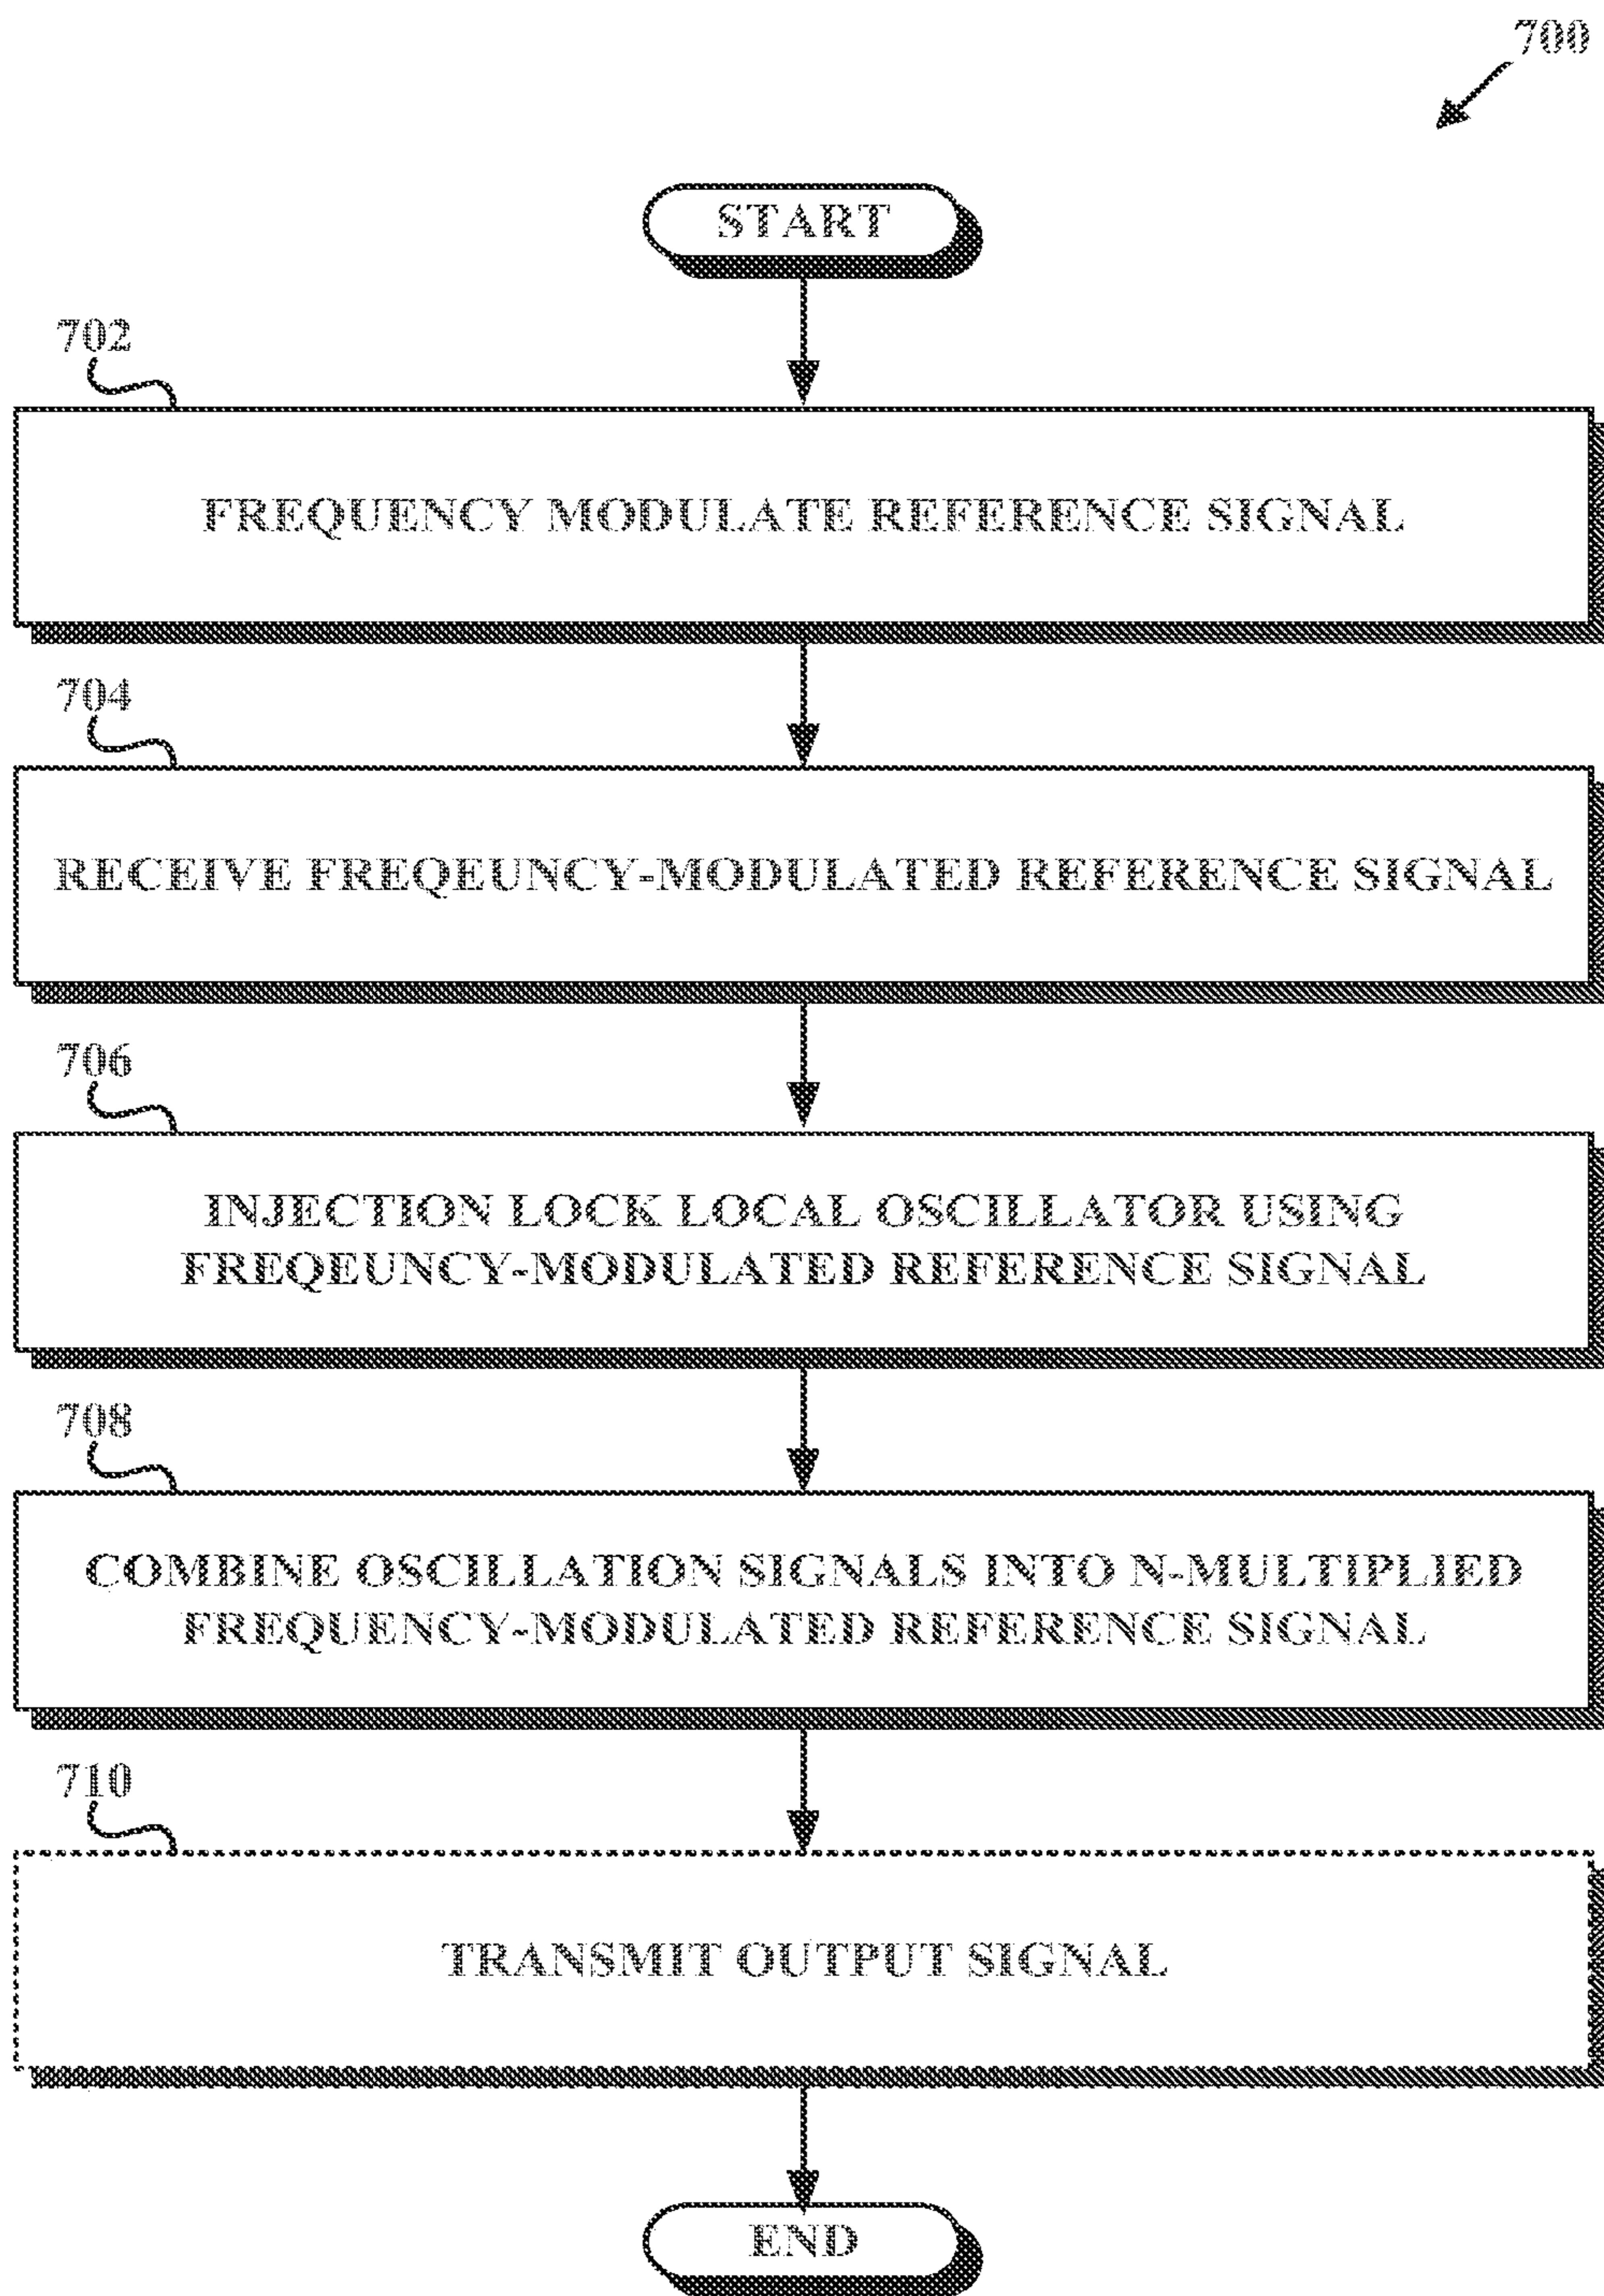 700
START
702
FREQUENCY MODULATE REFERENCE SIGNAL
704
RECEIVE FREQEUNCY-MODULATED REFERENCE SIGNAL
706
INJECTION LOCK LOCAL OSCILLATOR USING
FREQEUNCY-MODULATED REFERENCE SIGNAL
708
COMBINE OSCILLATION SIGNALS INTO N-MULTIPLIED
FREQUENCY-MODULATED REFERENCE SIGNAL
710
TRANSMIT OUTPUT SIGNAL
END